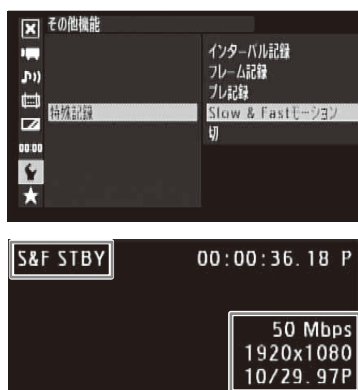 その他機能
インターバル記録
フレーム記録
プレ記録
特殊記録
Slow & Fastモーション
切
00:00
S&F STBY
00:00:36.18 P
50 Mbps
1920x1080
10/29.97P